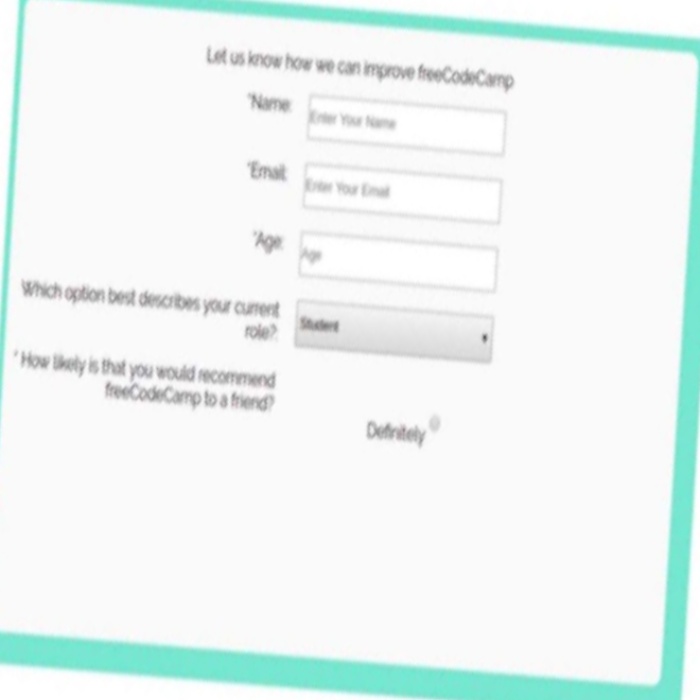 Let us know how we can improve freeCodeCamp
*Name:
Enter Your Name
*Email:
Enter Your Email
*Age:
Age
Which option best describes your current
role?:
Student
* How likely is that you would recommend
freeCodeCamp to a friend?
Definitely